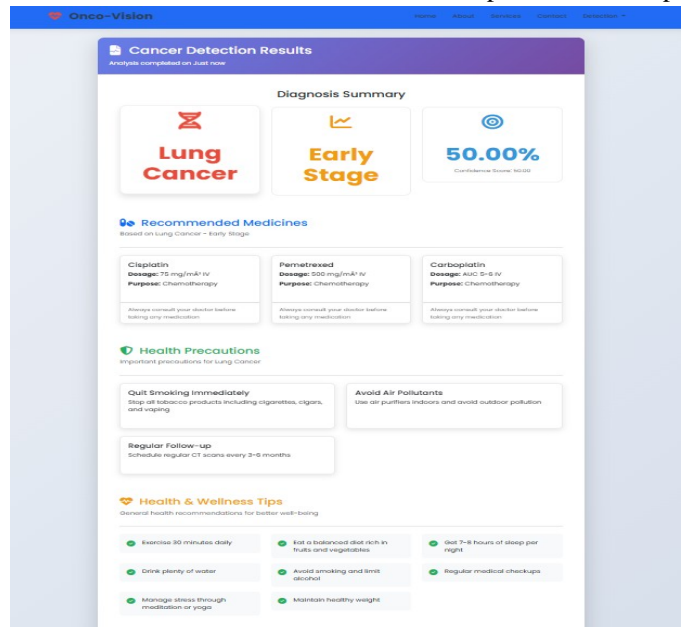 Onco-Vision
Home About Services Contact Detection
Cancer Detection Results
Analysis completed on Just now
Diagnosis Summary
Lung
Cancer
Early
Stage
50.00%
Confidence Score: 50.00
Recommended Medicines
Based on Lung Cancer - Early Stage
Cisplatin
Dosage: 75 mg/mÂ² IV
Purpose: Chemotherapy
Always consult your doctor before
taking any medication
Pemetrexed
Dosage: 500 mg/mÂ² IV
Purpose: Chemotherapy
Always consult your doctor before
taking any medication
Carboplatin
Dosage: AUC 5-6 IV
Purpose: Chemotherapy
Always consult your doctor before
taking any medication
Health Precautions
Important precautions for Lung Cancer
Quit Smoking Immediately
Stop all tobacco products including cigarettes, cigars,
and vaping
Avoid Air Pollutants
Use air purifiers indoors and avoid outdoor pollution
Regular Follow-up
Schedule regular CT scans every 3-6 months
Health & Wellness Tips
General health recommendations for better well-being
Exercise 30 minutes daily
Eat a balanced diet rich in
fruits and vegetables
Get 7-8 hours of sleep per
night
Drink plenty of water
Avoid smoking and limit
alcohol
Regular medical checkups
Manage stress through
meditation or yoga
Maintain healthy weight